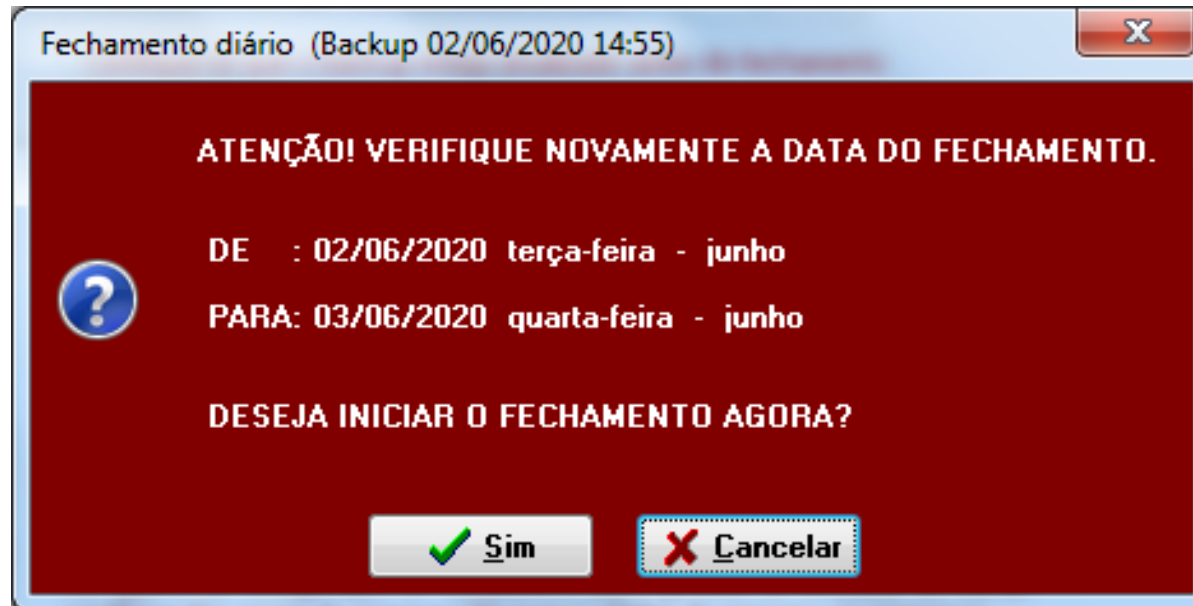 Fechamento diário (Backup 02/06/2020 14:55)
ATENÇÃO! VERIFIQUE NOVAMENTE A DATA DO FECHAMENTO.
DE : 02/06/2020 terça-feira - junho
PARA: 03/06/2020 quarta-feira - junho
DESEJA INICIAR O FECHAMENTO AGORA?
Sim Cancelar